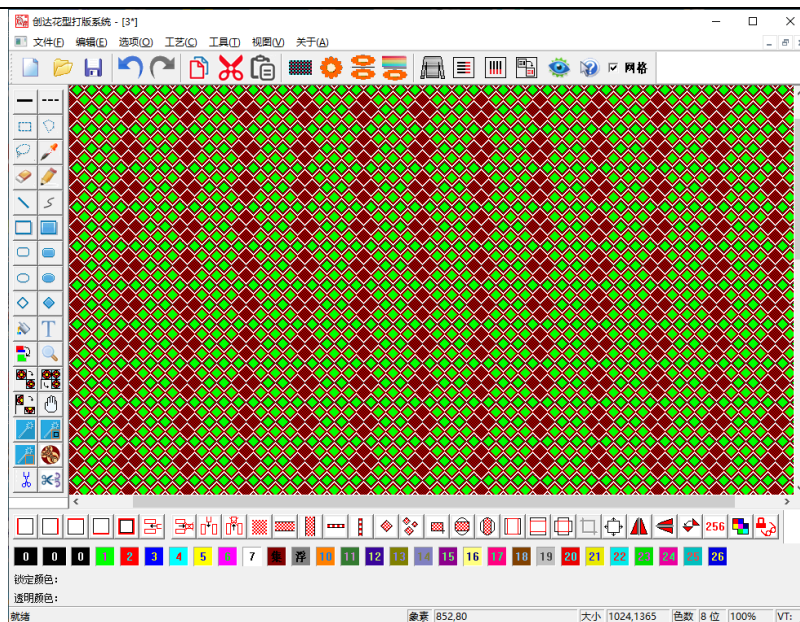 创达花型打版系统 - [3*]
文件(F) 编辑(E) 选项(O) 工艺(C) 工具(T) 视图(V) 关于(A)
网格
T
256
0 0 0 1 2 3 4 5 6 7 集 浮 10 11 12 13 14 15 16 17 18 19 20 21 22 23 24 25 26
锁定颜色:
透明颜色:
就绪 象素 852,80 大小 1024,1365 色数 8 位 100% VT: